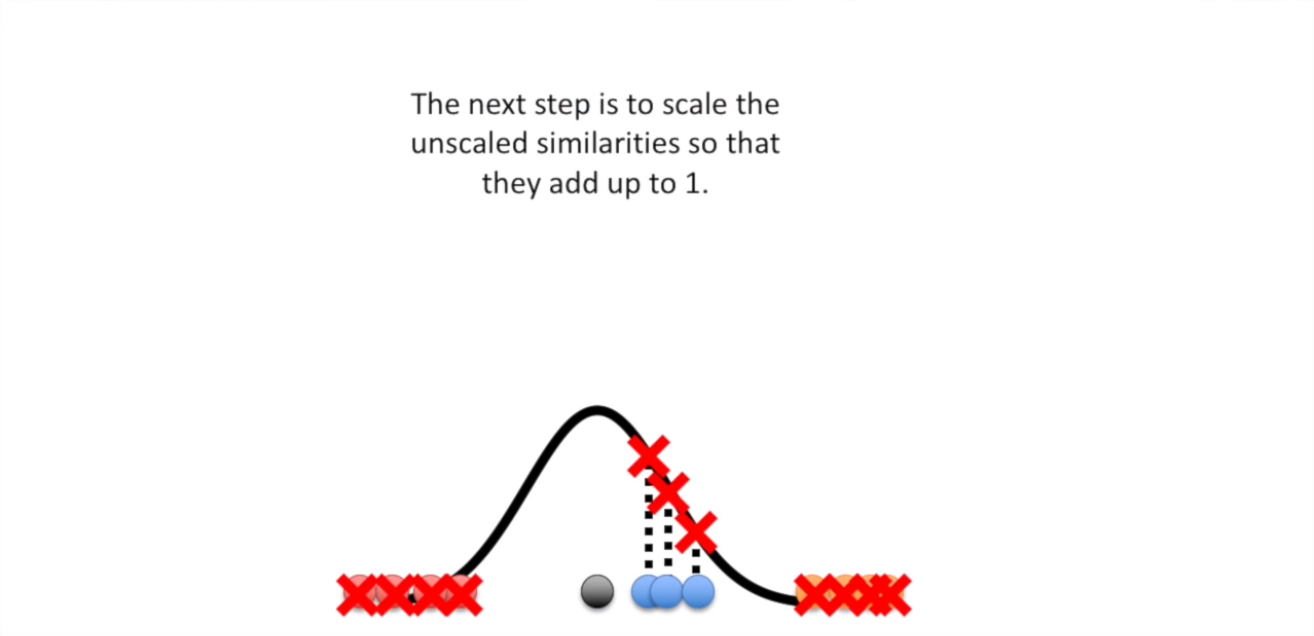 The next step is to scale the
unscaled similarities so that
they add up to 1.